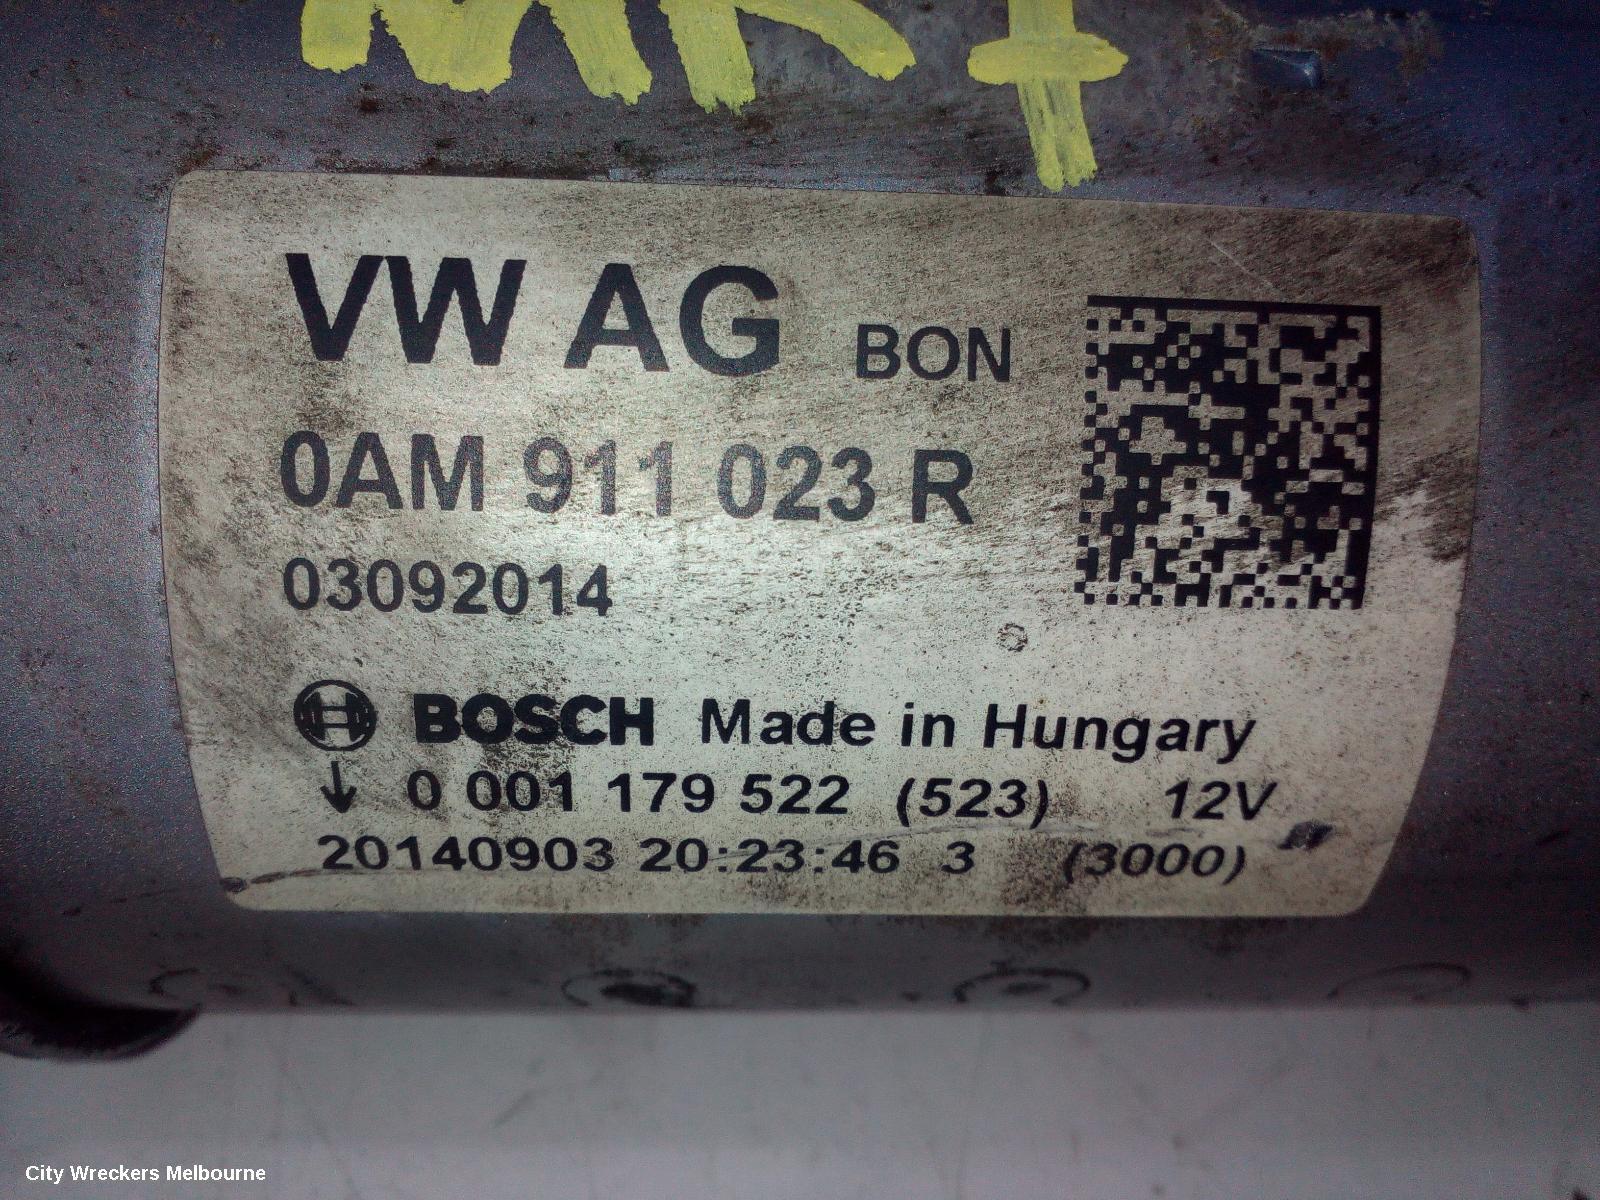 VW AG BON
0AM 911 023 R
03092014
BOSCH Made in Hungary
0 001 179 522 (523) 12V
20140903 20:23:46 3 (3000)
City Wreckers Melbourne